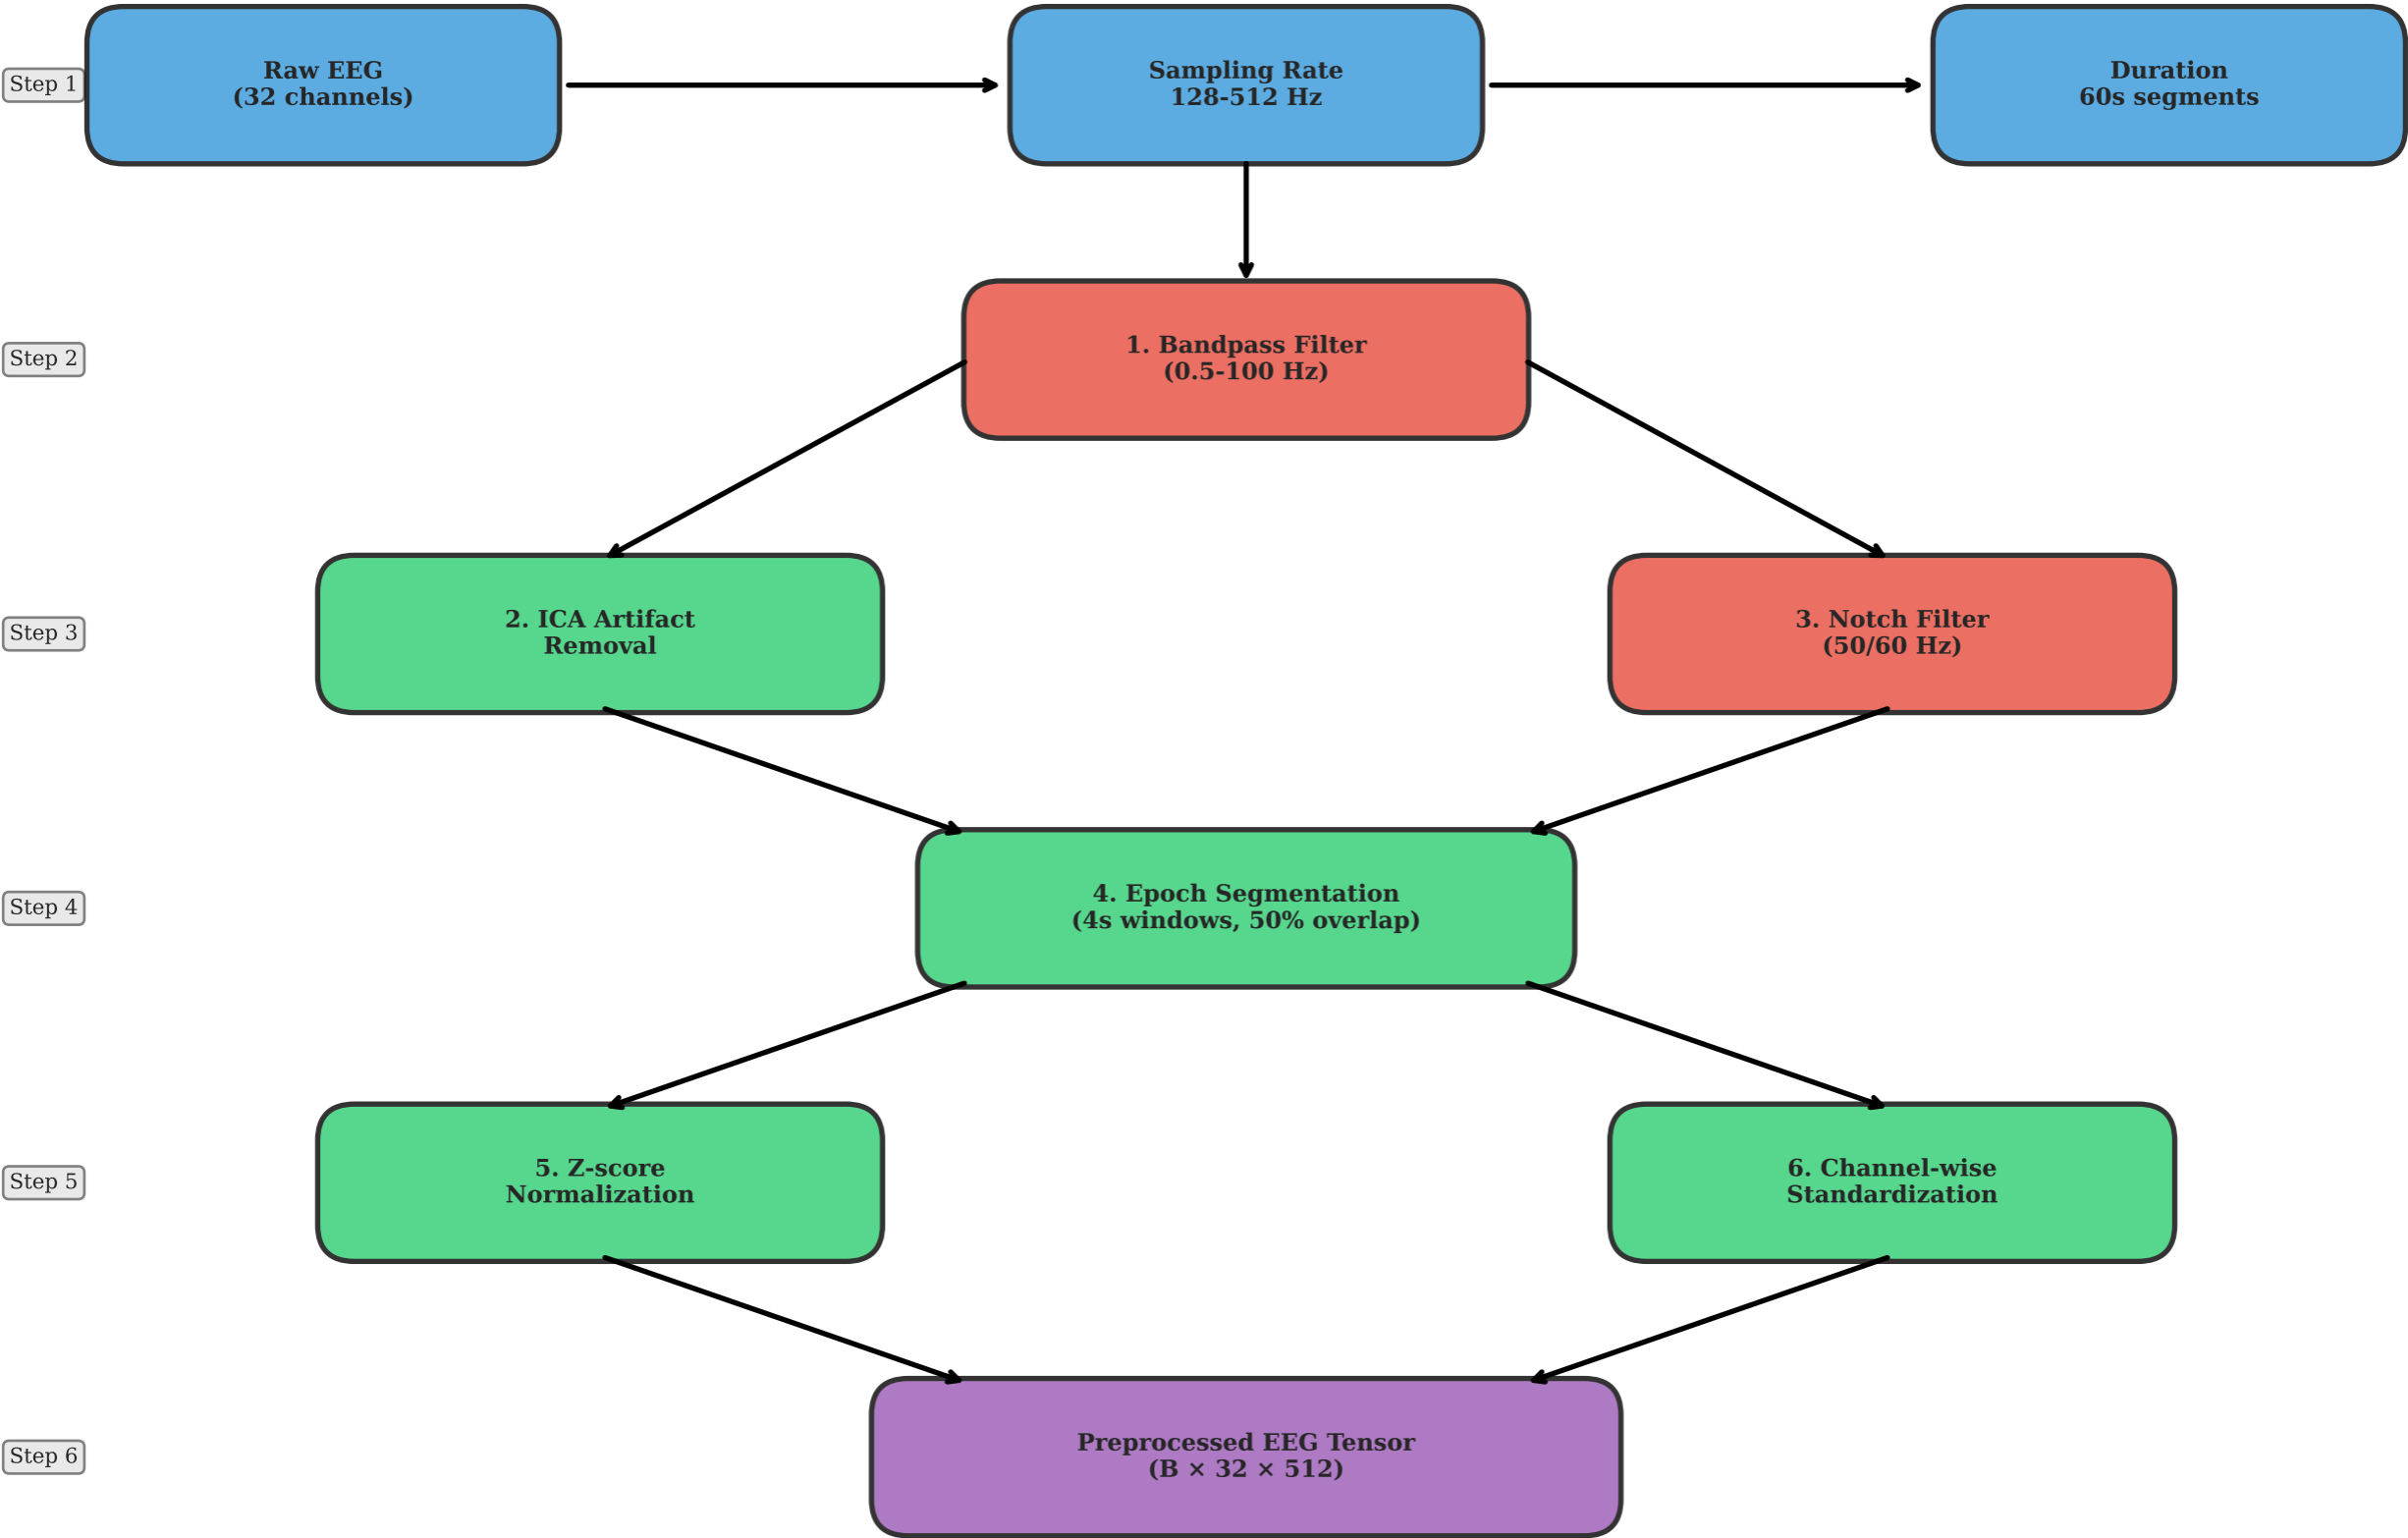 Step 1
Raw EEG
(32 channels)
Sampling Rate
128-512 Hz
Duration
60s segments
Step 2
1. Bandpass Filter
(0.5-100 Hz)
Step 3
2. ICA Artifact
Removal
3. Notch Filter
(50/60 Hz)
Step 4
4. Epoch Segmentation
(4s windows, 50% overlap)
Step 5
5. Z-score
Normalization
6. Channel-wise
Standardization
Step 6
Preprocessed EEG Tensor
(B × 32 × 512)